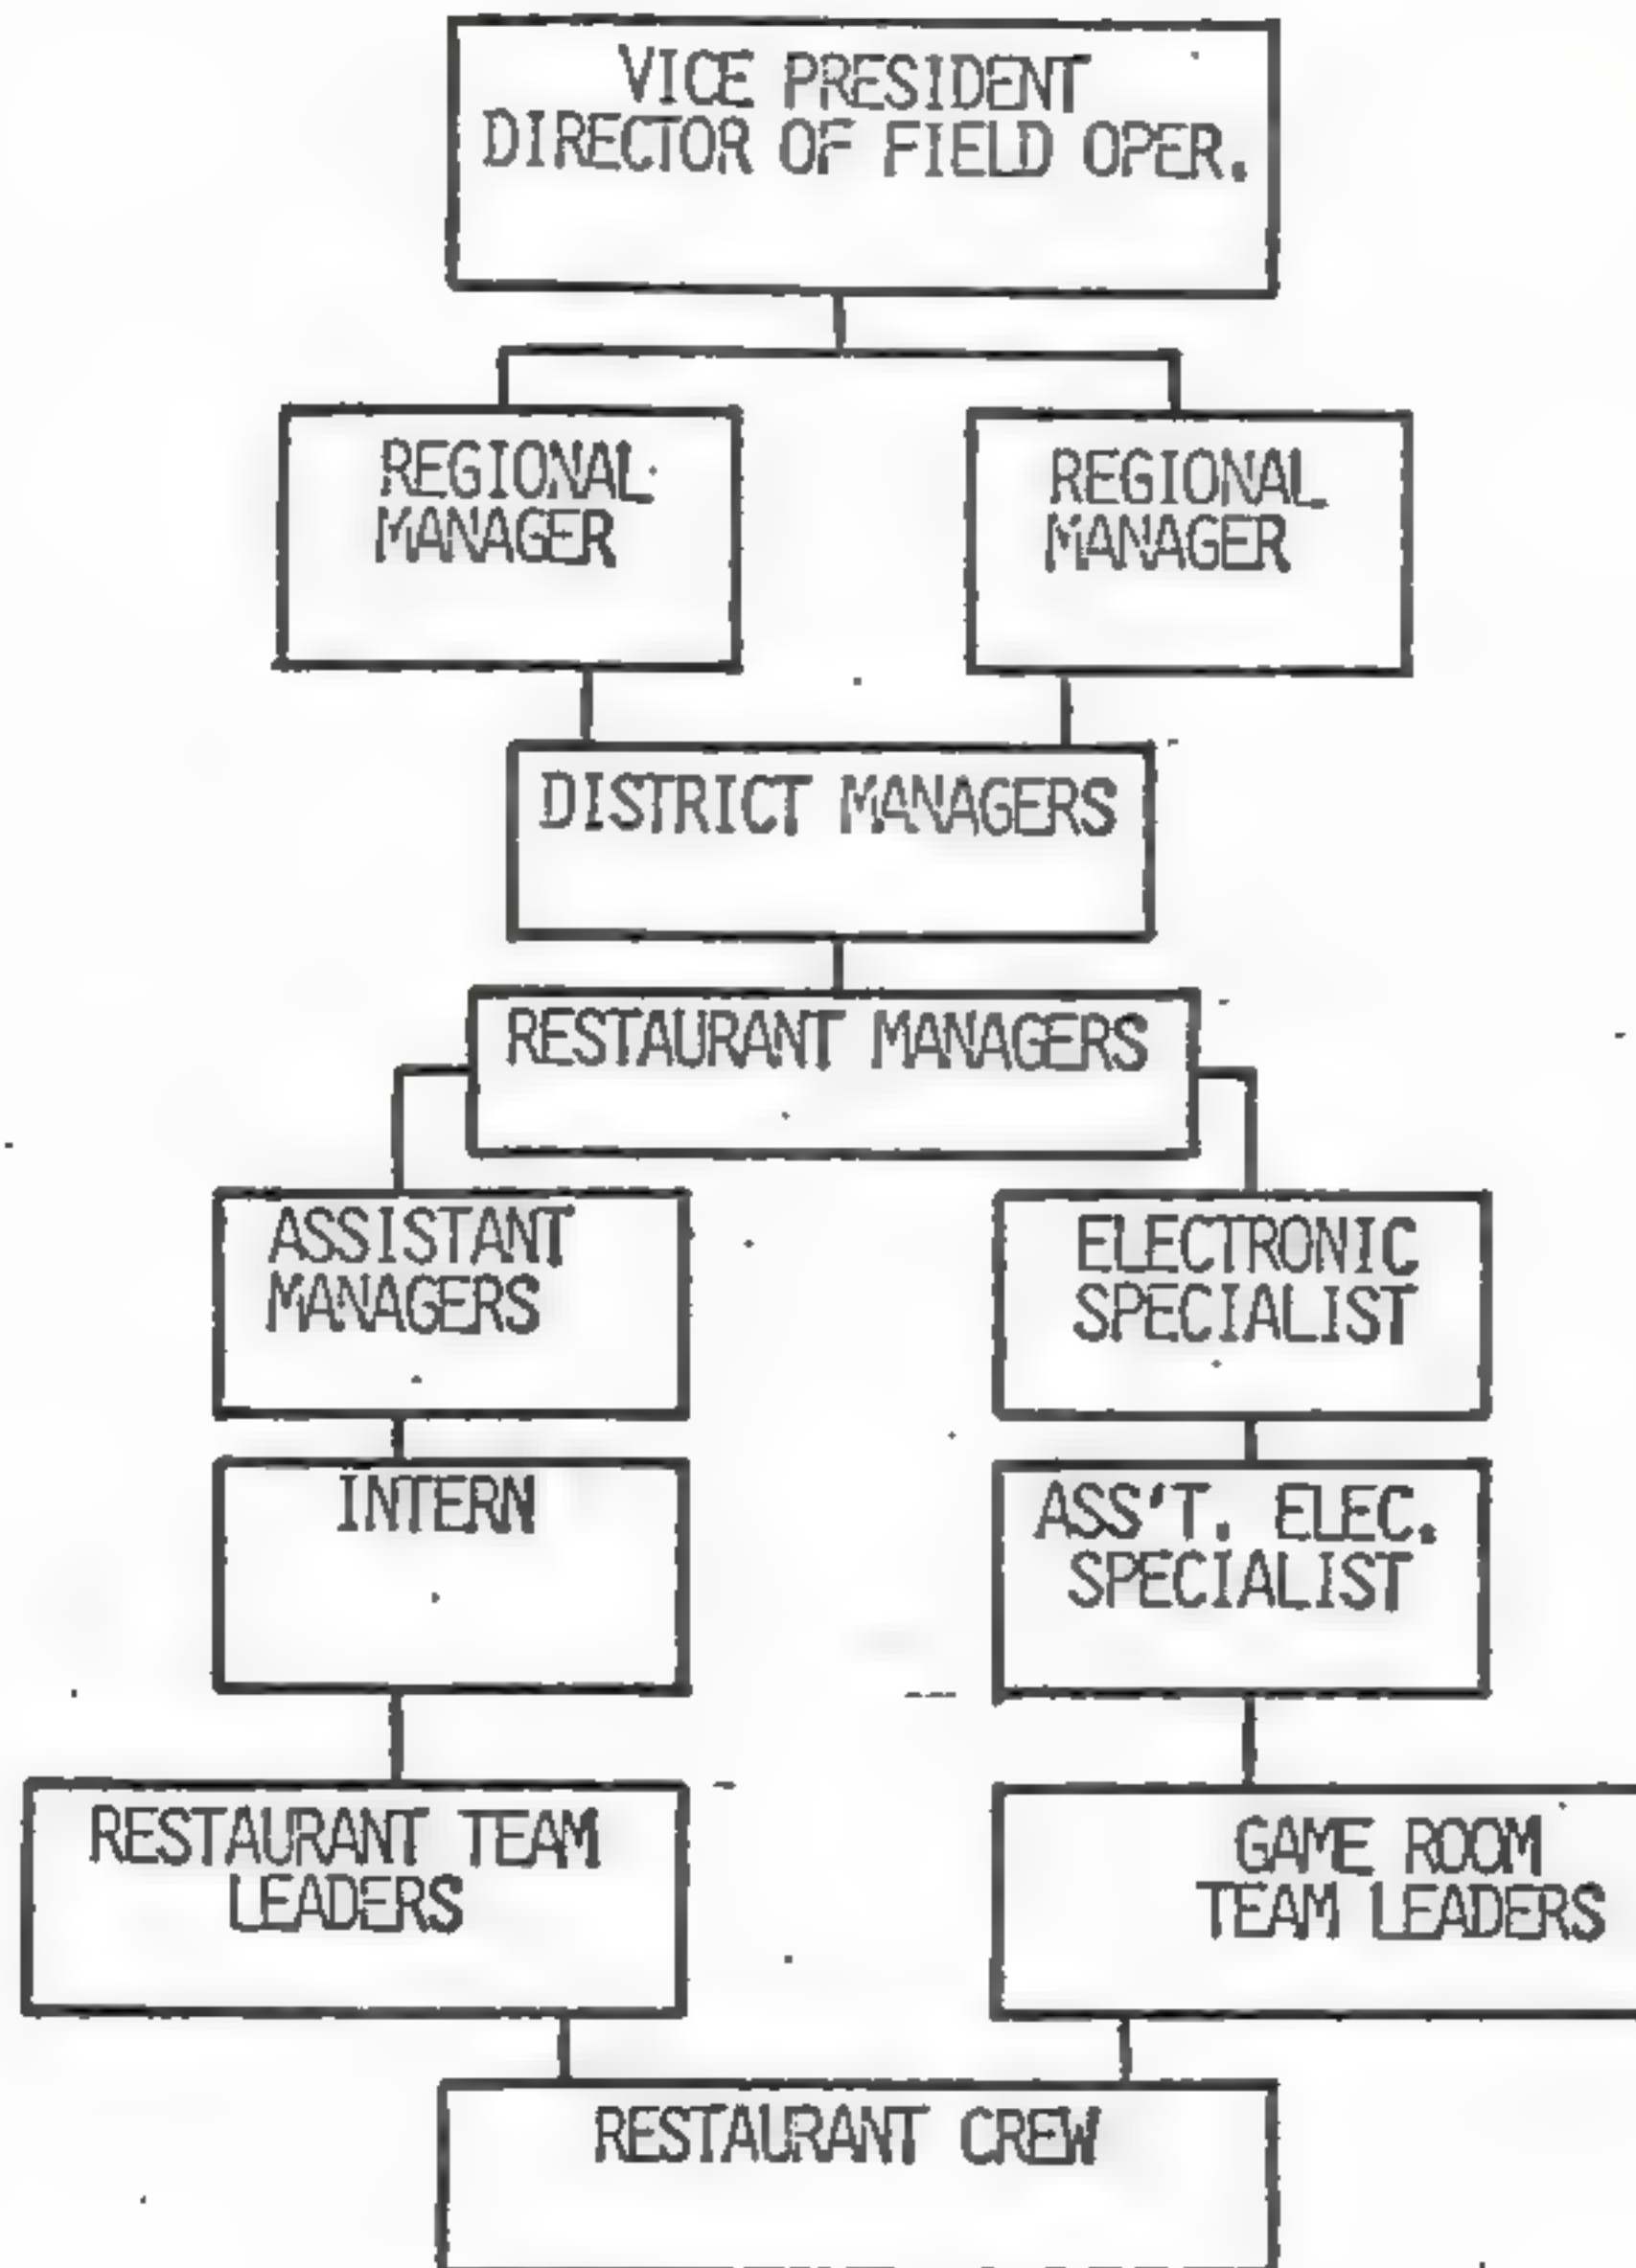 VICE PRESIDENT
DIRECTOR OF FIELD OPER.
REGIONAL
MANAGER
REGIONAL
MANAGER
DISTRICT MANAGERS
RESTAURANT MANAGERS
ASSISTANT
MANAGERS
ELECTRONIC
SPECIALIST
INTERN
ASS'T. ELEC.
SPECIALIST
RESTAURANT TEAM
LEADERS
GAME ROOM
TEAM LEADERS
RESTAURANT CREW